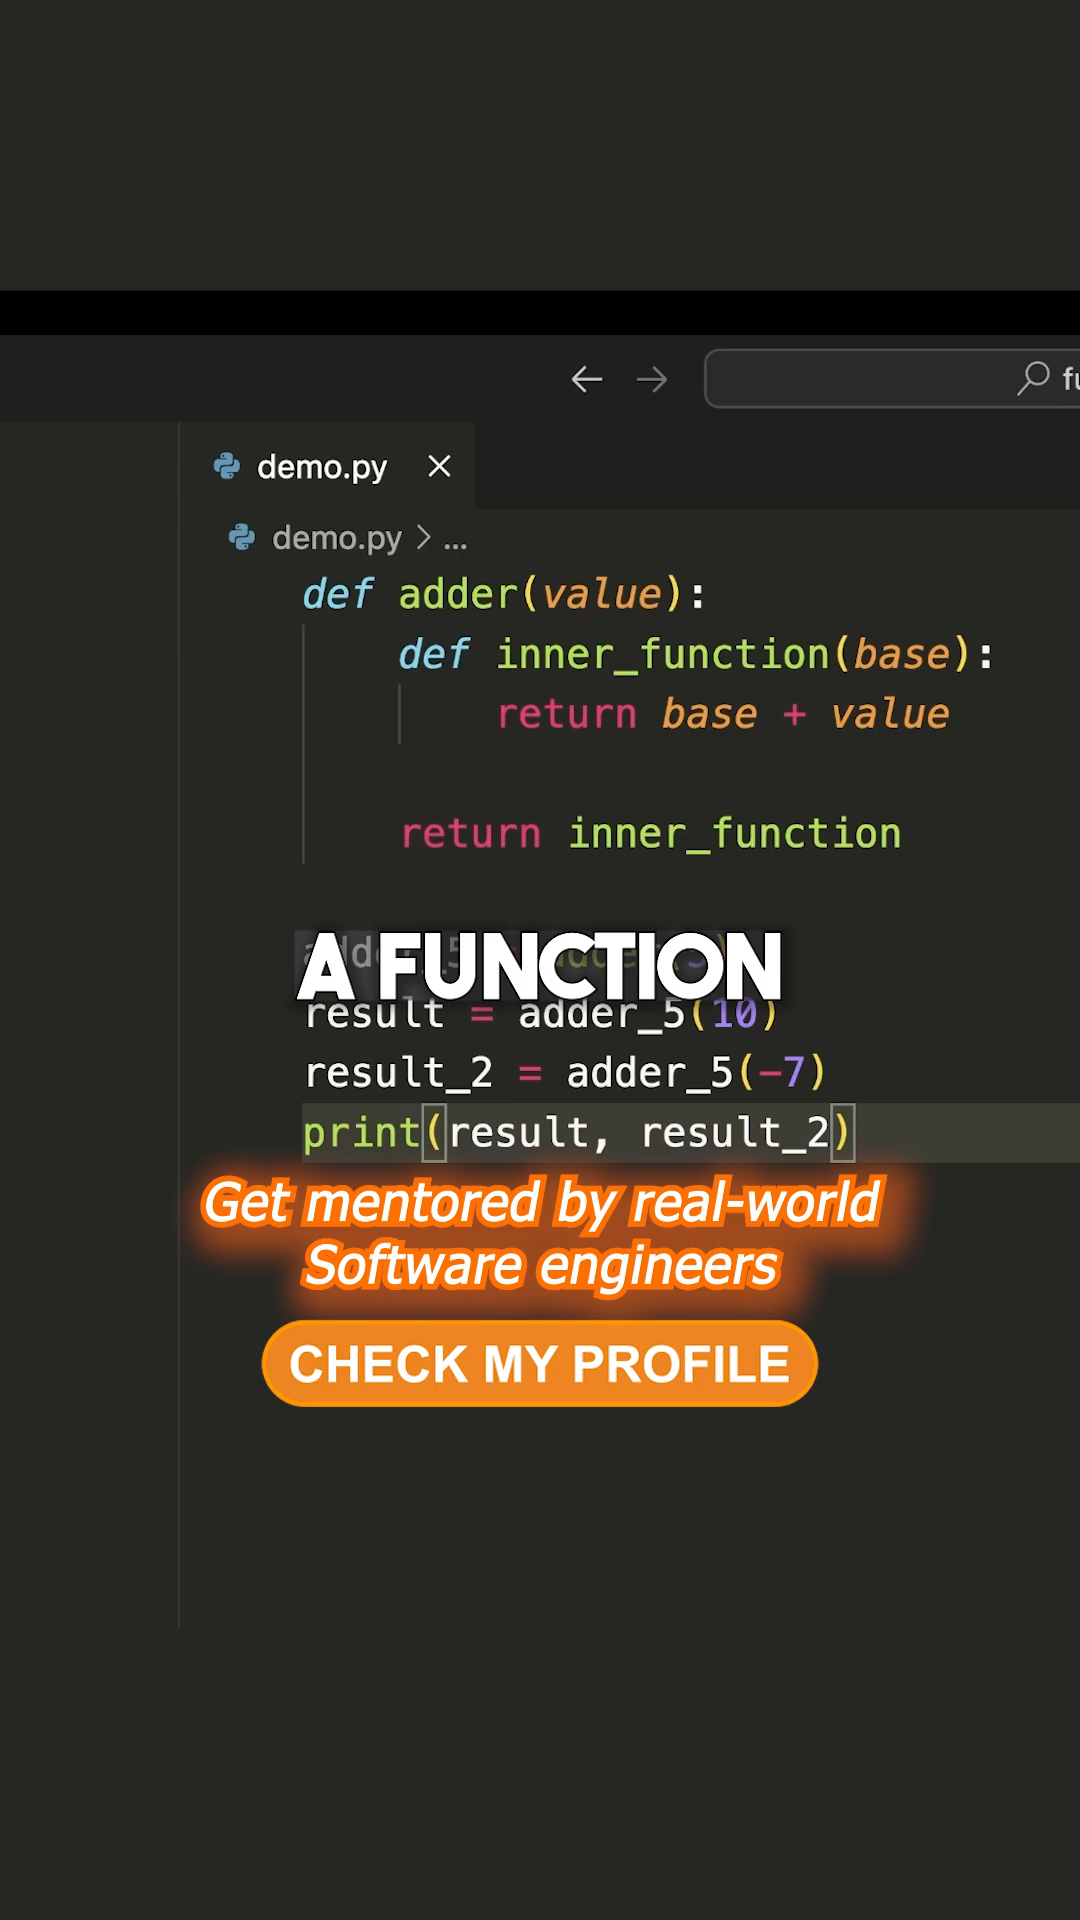 fu
demo.py
demo.py > ...
def adder(value):
def inner_function(base):
return base + value
return inner_function
A FUNCTION
result = adder_5(10)
result_2 = adder_5(-7)
print(result, result_2)
Get mentored by real-world
Software engineers
CHECK MY PROFILE